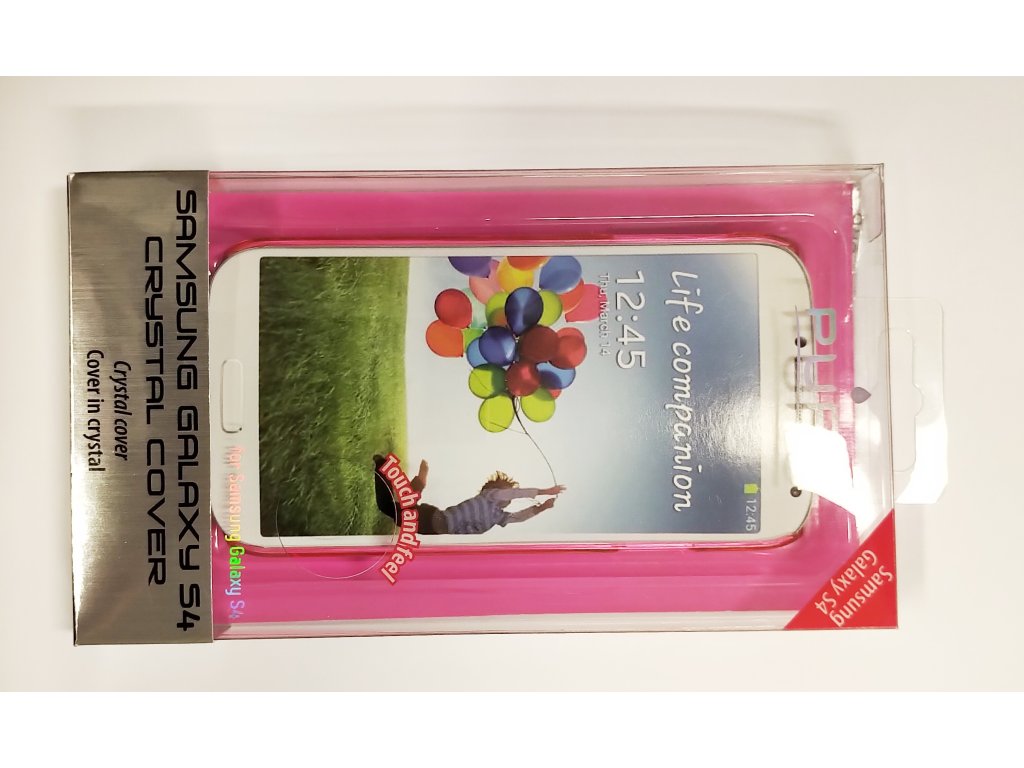 Samsung
Galaxy S4
12:45
Life companion
12:45
Thu, March 14
Touch and feel
for Samsung Galaxy S4
SAMSUNG GALAXY S4
CRYSTAL COVER
Crystal cover
Cover in crystal